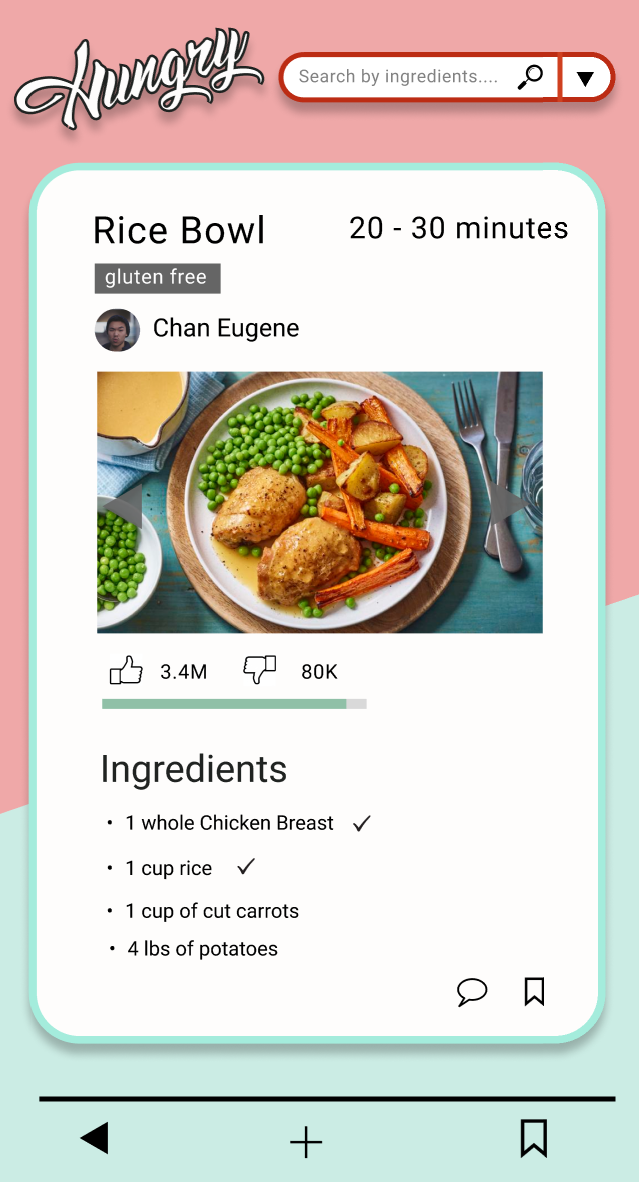 Hungry
Search by ingredients....
Rice Bowl
20 - 30 minutes
gluten free
Chan Eugene
3.4M
80K
Ingredients
• 1 whole Chicken Breast ✓
• 1 cup rice ✓
• 1 cup of cut carrots
• 4 lbs of potatoes